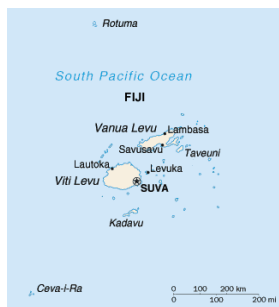 Rotuma
South Pacific Ocean
FIJI
Vanua Levu
Lambasa
Savusavu
Taveuni
Lautoka
Levuka
Viti Levu
SUVA
Kadavu
Ceva-i-Ra
0 100 200 km
0 100 200 mi